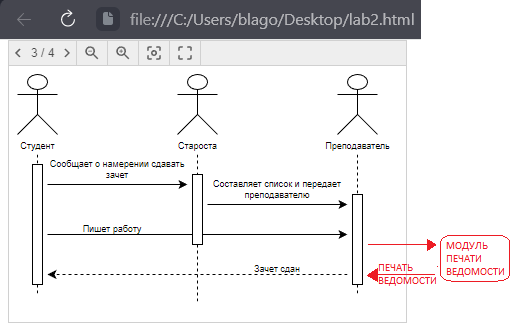 file:///C:/Users/blago/Desktop/lab2.html
3 / 4
Студент
Староста
Преподаватель
Сообщает о намерении сдавать
зачет
Составляет список и передает
преподавателю
Пишет работу
МОДУЛЬ
ПЕЧАТИ
ВЕДОМОСТИ
Зачет сдан
ПЕЧАТЬ
ВЕДОМОСТИ